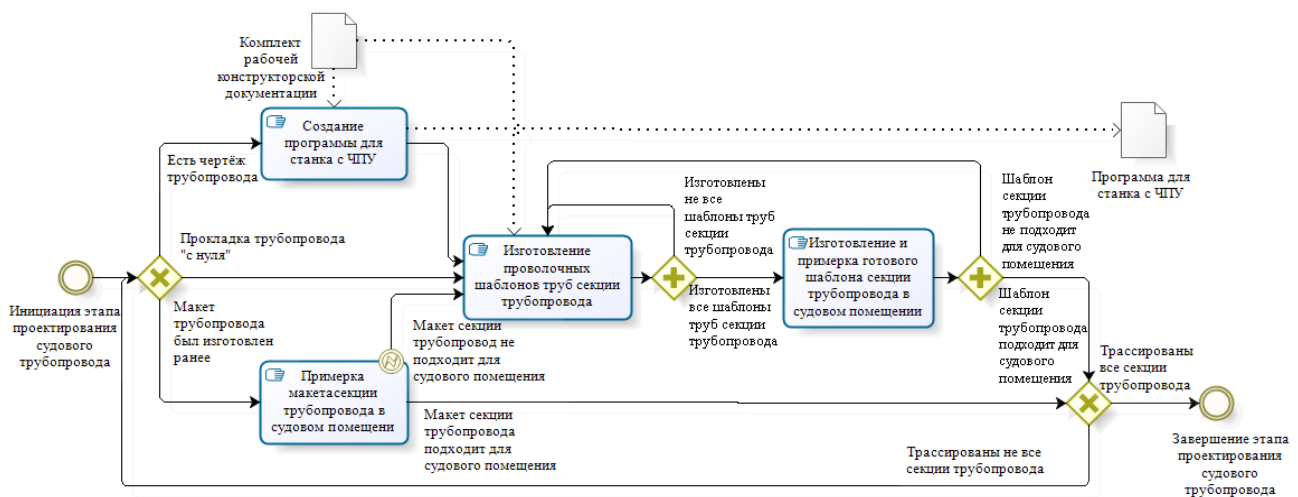 Комплект
рабочей
конструкторской
документации
Создание
программы для
станка с ЧПУ
Программа для
станка с ЧПУ
Есть чертёж
трубопровода
Прокладка трубопровода
"с нуля"
Инициация этапа
проектирования
судового
трубопровода
Макет
трубопровода
был изготовлен
ранее
Изготовление
проволочных
шаблонов труб секции
трубопровода
Изготовлены
не все
шаблоны труб
секции
трубопровода
Изготовлены
все шаблоны
труб секции
трубопровода
Изготовление и
примерка готового
шаблона секции
трубопровода в
судовом помещении
Шаблон
секции
трубопровода
не подходит
для судового
помещения
Шаблон
секции
трубопровода
подходит для
судового
помещения
Макет секции
трубопровод не
подходит для
судового помещения
Примерка
макетасекции
трубопровода в
судовом помещени
Макет секции
трубопровода
подходит для
судового помещения
Трассированы
все секции
трубопровода
Трассированы не все
секции трубопровода
Завершение этапа
проектирования
судового
трубопровода